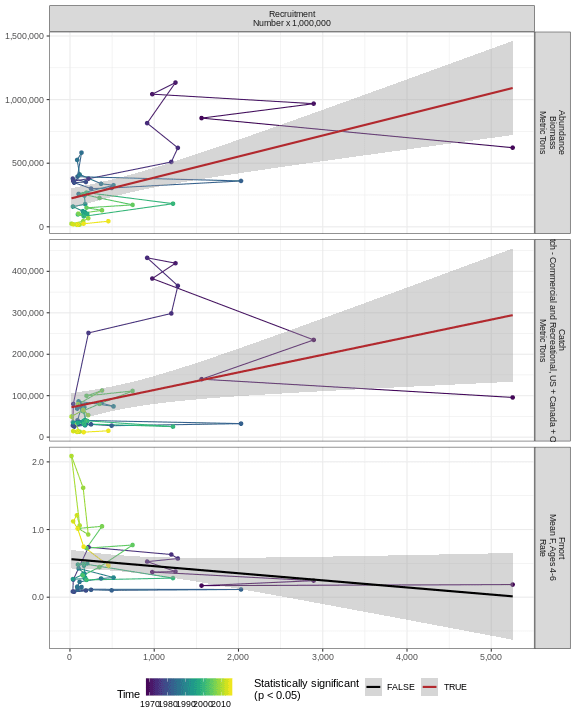 Recruitment
Number x 1,000,000
1,500,000
1,000,000
500,000
0
Abundance
Biomass
Metric Tons
400,000
300,000
200,000
100,000
0
Catch
tch - Commercial and Recreational, US + Canada + O
Metric Tons
2.0
1.0
0.0
Fmort
Mean F, Ages 4-6
Rate
0
1,000
2,000
3,000
4,000
5,000
Time
1970 1980 1990 2000 2010
Statistically significant
(p < 0.05)
FALSE
TRUE